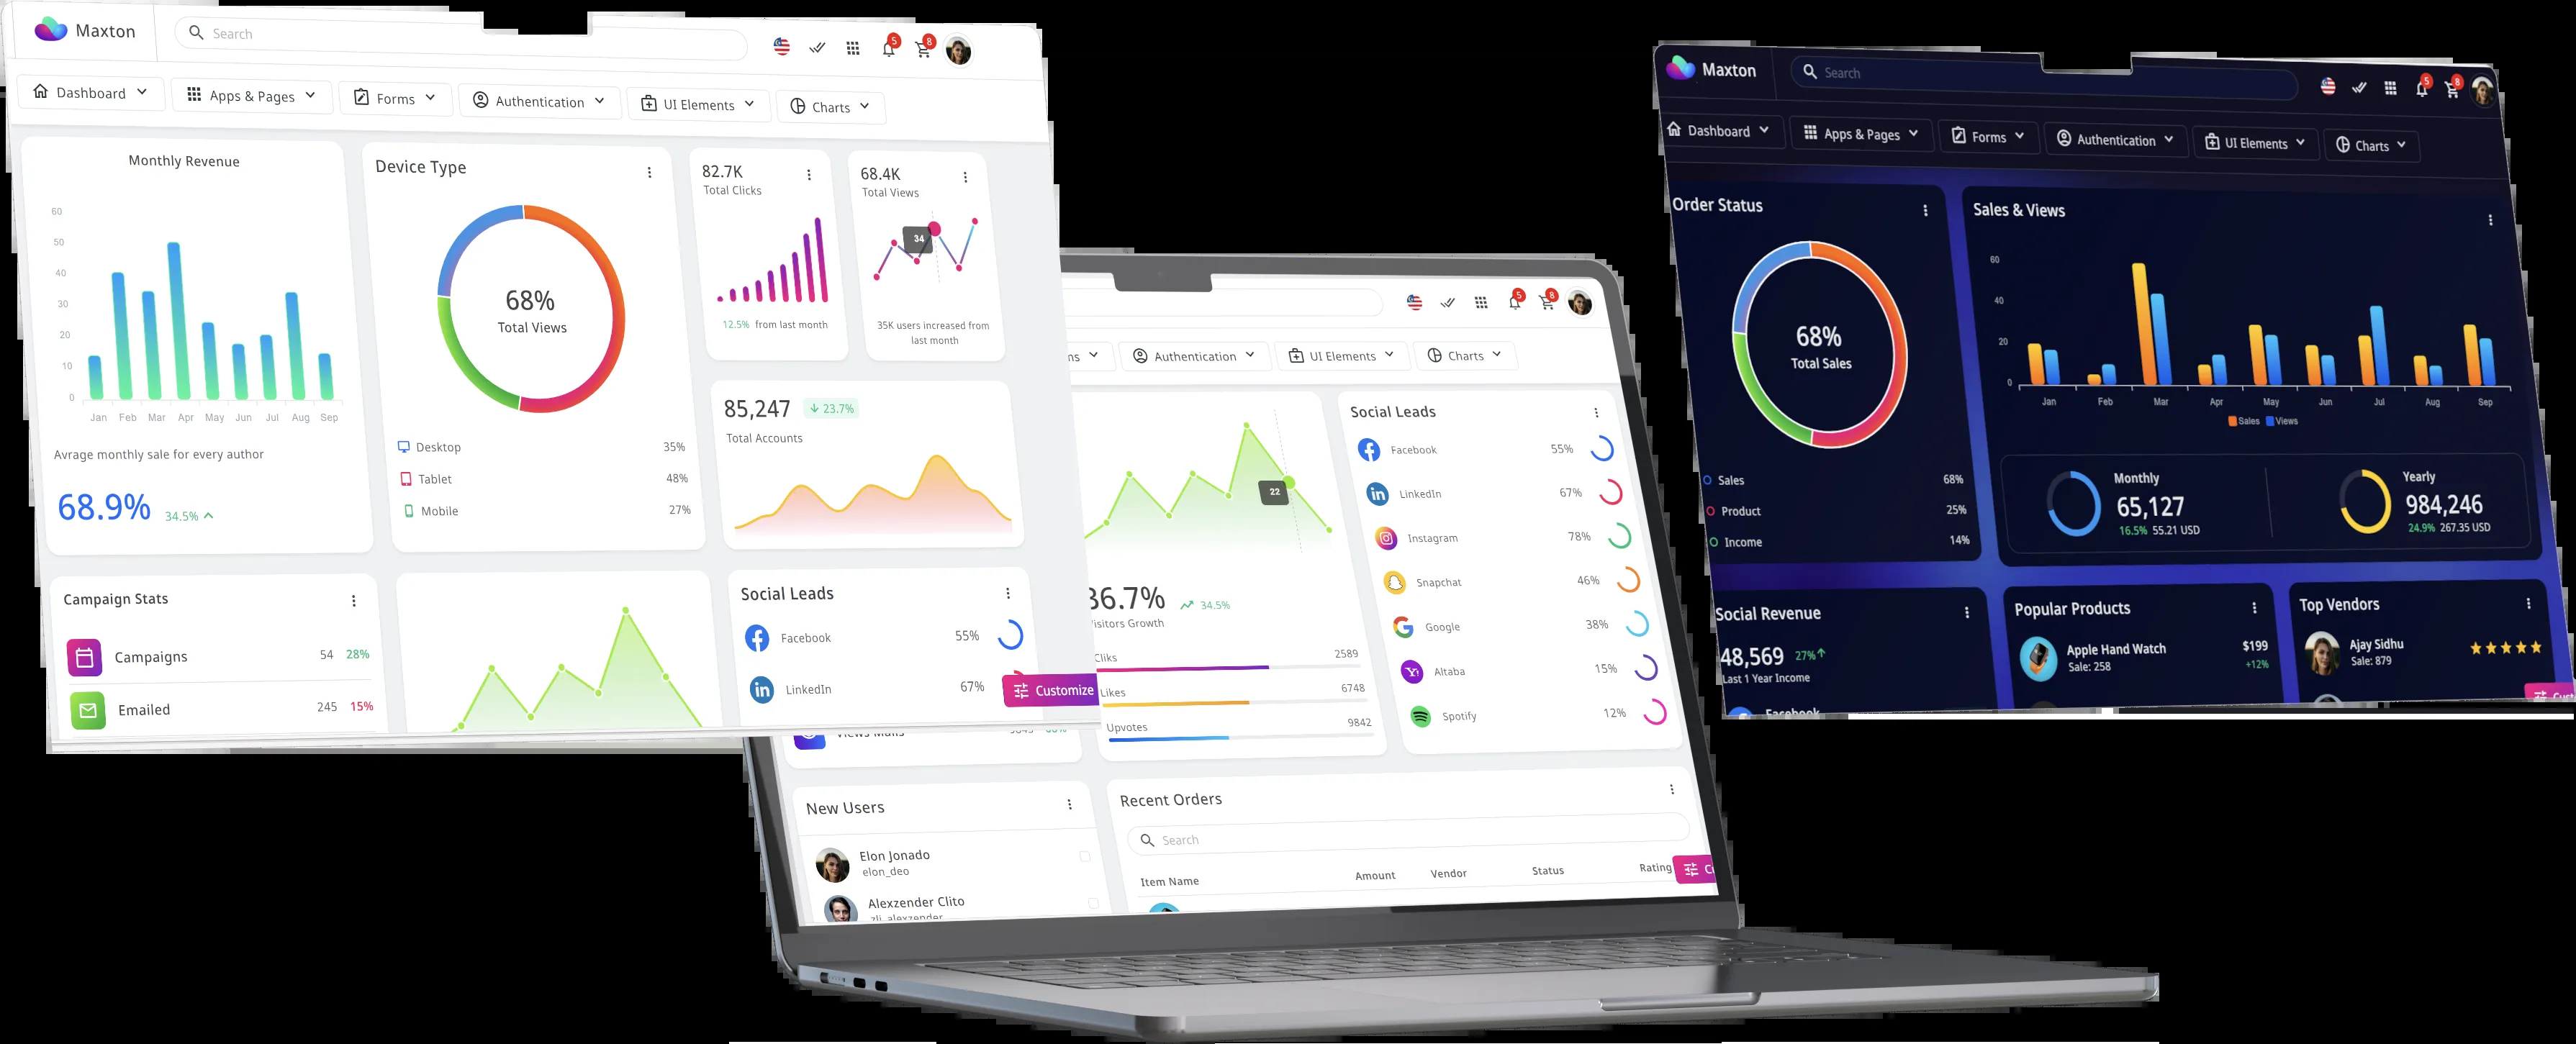 Maxton
Search
5
8
Dashboard
Apps & Pages
Forms
Authentication
UI Elements
Charts
Monthly Revenue
60
50
40
30
20
10
0
Jan Feb Mar Apr May Jun Jul Aug Sep
Avrage monthly sale for every author
68.9% 34.5%
Device Type
68%
Total Views
Desktop 35%
Tablet 48%
Mobile 27%
82.7K
Total Clicks
12.5% from last month
68.4K
Total Views
34
35K users increased from
last month
85,247 23.7%
Total Accounts
Campaign Stats
Campaigns 54 28%
Emailed 245 15%
Social Leads
Facebook 55%
LinkedIn 67%
Customize
5
8
Authentication
UI Elements
Charts
22
34.5%
Cliks 2589
Likes 6748
Upvotes 9842
Social Leads
Facebook 55%
LinkedIn 67%
Instagram 78%
Snapchat 46%
Google 38%
Altaba 15%
Spotify 12%
New Users
Elon Jonado
elon_deo
Alexzender Clito
Recent Orders
Search
Item Name Amount Vendor Status Rating
Maxton
Search
5
8
Dashboard
Apps & Pages
Forms
Authentication
UI Elements
Charts
Order Status
68%
Total Sales
Sales 68%
Product 25%
Income 14%
Sales & Views
60
40
20
0
Jan Feb Mar Apr May Jun Jul Aug Sep
Sales Views
Monthly
65,127
16.5% 55.21 USD
Yearly
984,246
24.9% 267.35 USD
Social Revenue
48,569 27%
Last 1 Year Income
Facebook
Popular Products
Apple Hand Watch $199
Sale: 258 +12%
Top Vendors
Ajay Sidhu
Sale: 879